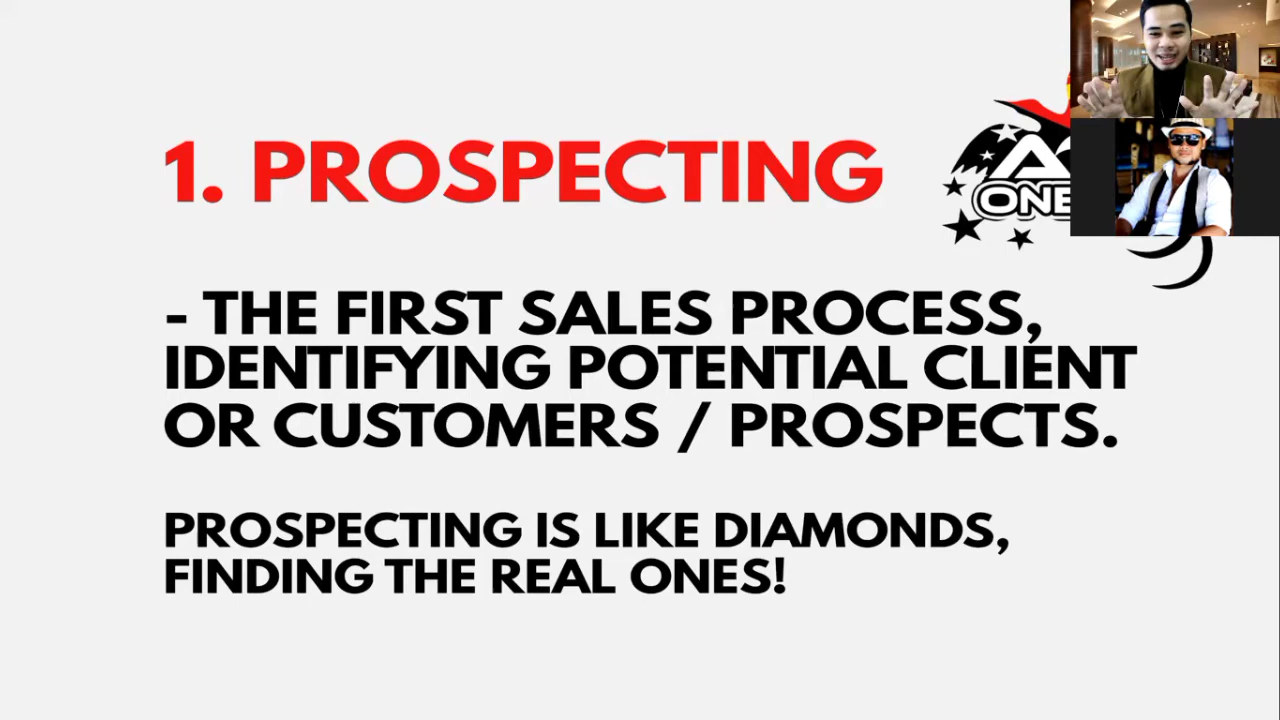 1. PROSPECTING
- THE FIRST SALES PROCESS,
IDENTIFYING POTENTIAL CLIENT
OR CUSTOMERS / PROSPECTS.
PROSPECTING IS LIKE DIAMONDS,
FINDING THE REAL ONES!
ONE